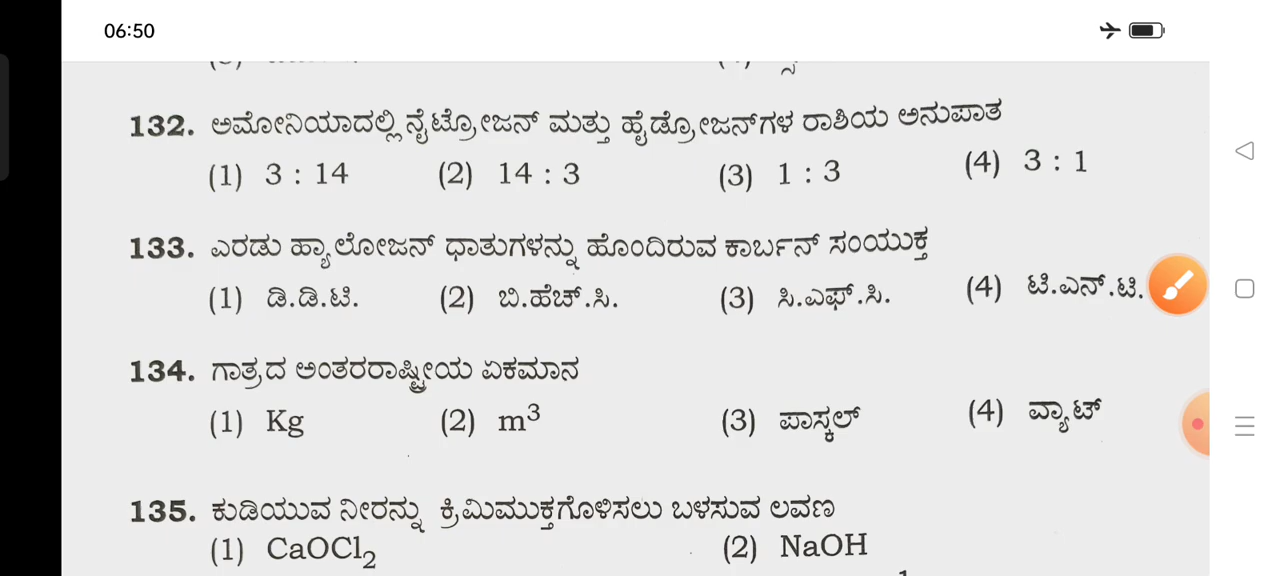 06:50
132. ಅಮೋನಿಯಾದಲ್ಲಿ ನೈಟ್ರೋಜನ್ ಮತ್ತು ಹೈಡ್ರೋಜನ್‌ಗಳ ರಾಶಿಯ ಅನುಪಾತ
(1) 3 : 14 (2) 14 : 3 (3) 1 : 3 (4) 3 : 1
133. ಎರಡು ಹ್ಯಾಲೋಜನ್ ಧಾತುಗಳನ್ನು ಹೊಂದಿರುವ ಕಾರ್ಬನ್ ಸಂಯುಕ್ತ
(1) ಡಿ.ಡಿ.ಟಿ. (2) ಬಿ.ಹೆಚ್.ಸಿ. (3) ಸಿ.ಎಫ್.ಸಿ. (4) ಟಿ.ಎನ್.ಟಿ.
134. ಗಾತ್ರದ ಅಂತರರಾಷ್ಟ್ರೀಯ ಏಕಮಾನ
(1) Kg (2) m³ (3) ಪಾಸ್ಕಲ್ (4) ವ್ಯಾಟ್
135. ಕುಡಿಯುವ ನೀರನ್ನು ಕ್ರಿಮಿಮುಕ್ತಗೊಳಿಸಲು ಬಳಸುವ ಲವಣ
(1) CaOCl₂ (2) NaOH